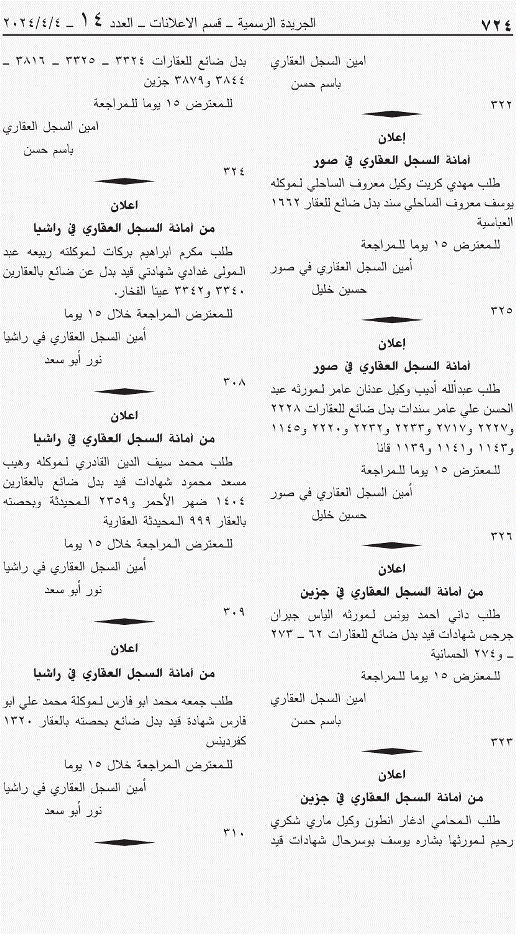 ٧٢٤
الجريدة الرسمية ــ قسم الاعلانات ــ العدد ١٤ ــ ٢٠٢٤/٤/٤
امين السجل العقاري
باسم حسن
٣٢٢
إعلان
أمانة السجل العقاري في صور
طلب مهدي كريت وكيل معروف الساحلي لموكله
يوسف معروف الساحلي سند بدل ضائع للعقار ١٦٦٢
العباسية
للمعترض ١٥ يوما للمراجعة
أمين السجل العقاري في صور
حسين خليل
٣٢٥
إعلان
أمانة السجل العقاري في صور
طلب عبدألله أديب وكيل عدنان عامر لمورثه عبد
الحسن علي عامر سندات بدل ضائع للعقارات ٢٢٢٨
و٢٢٢٧ و٢٧١٧ و٢٢٣٣ و٢٢٣٢ و٢٢٢٠ و١١٤٥
و١١٤٣ و١١٤١ و١١٣٩ قانا
للمعترض ١٥ يوما للمراجعة
أمين السجل العقاري في صور
حسين خليل
٣٢٦
اعلان
من أمانة السجل العقاري في جزين
طلب داني احمد يونس لمورثه الياس جبران
جرجس شهادات قيد بدل ضائع للعقارات ٦٢ ــ ٢٧٣
ــ و٢٧٤ الحسانية
للمعترض ١٥ يوما للمراجعة
امين السجل العقاري
باسم حسن
٣٢٣
اعلان
من أمانة السجل العقاري في جزين
طلب المحامي ادغار انطون وكيل ماري شكري
رحيم لمورثها بشاره يوسف بوسرحال شهادات قيد
بدل ضائع للعقارات ٣٣٢٤ ــ ٣٣٢٥ ــ ٣٨١٦ ــ
٣٨٤٤ و٣٨٧٩ جزين
للمعترض ١٥ يوما للمراجعة
امين السجل العقاري
باسم حسن
٣٢٤
اعلان
من أمانة السجل العقاري في راشيا
طلب مكرم ابراهيم بركات لموكلته ربيعه عبد
المولى غدادي شهادتي قيد بدل عن ضائع بالعقارين
٣٣٤٠ و٣٣٤٢ عيتا الفخار.
للمعترض المراجعة خلال ١٥ يوما
أمين السجل العقاري في راشيا
نور أبو سعد
٣٠٨
اعلان
من أمانة السجل العقاري في راشيا
طلب محمد سيف الدين القادري لموكله وهيب
مسعد محمود شهادات قيد بدل ضائع بالعقارين
١٤٠٤ ضهر الأحمر و٢٣٥٩ المحيدثة وبحصته
بالعقار ٩٩٩ المحيدثة العقارية
للمعترض المراجعة خلال ١٥ يوما
أمين السجل العقاري في راشيا
نور أبو سعد
٣٠٩
اعلان
من أمانة السجل العقاري في راشيا
طلب جمعه محمد ابو فارس لموكلة محمد علي ابو
فارس شهادة قيد بدل ضائع بحصته بالعقار ١٣٢٠
كفردينس
للمعترض المراجعة خلال ١٥ يوما
أمين السجل العقاري في راشيا
نور أبو سعد
٣١٠